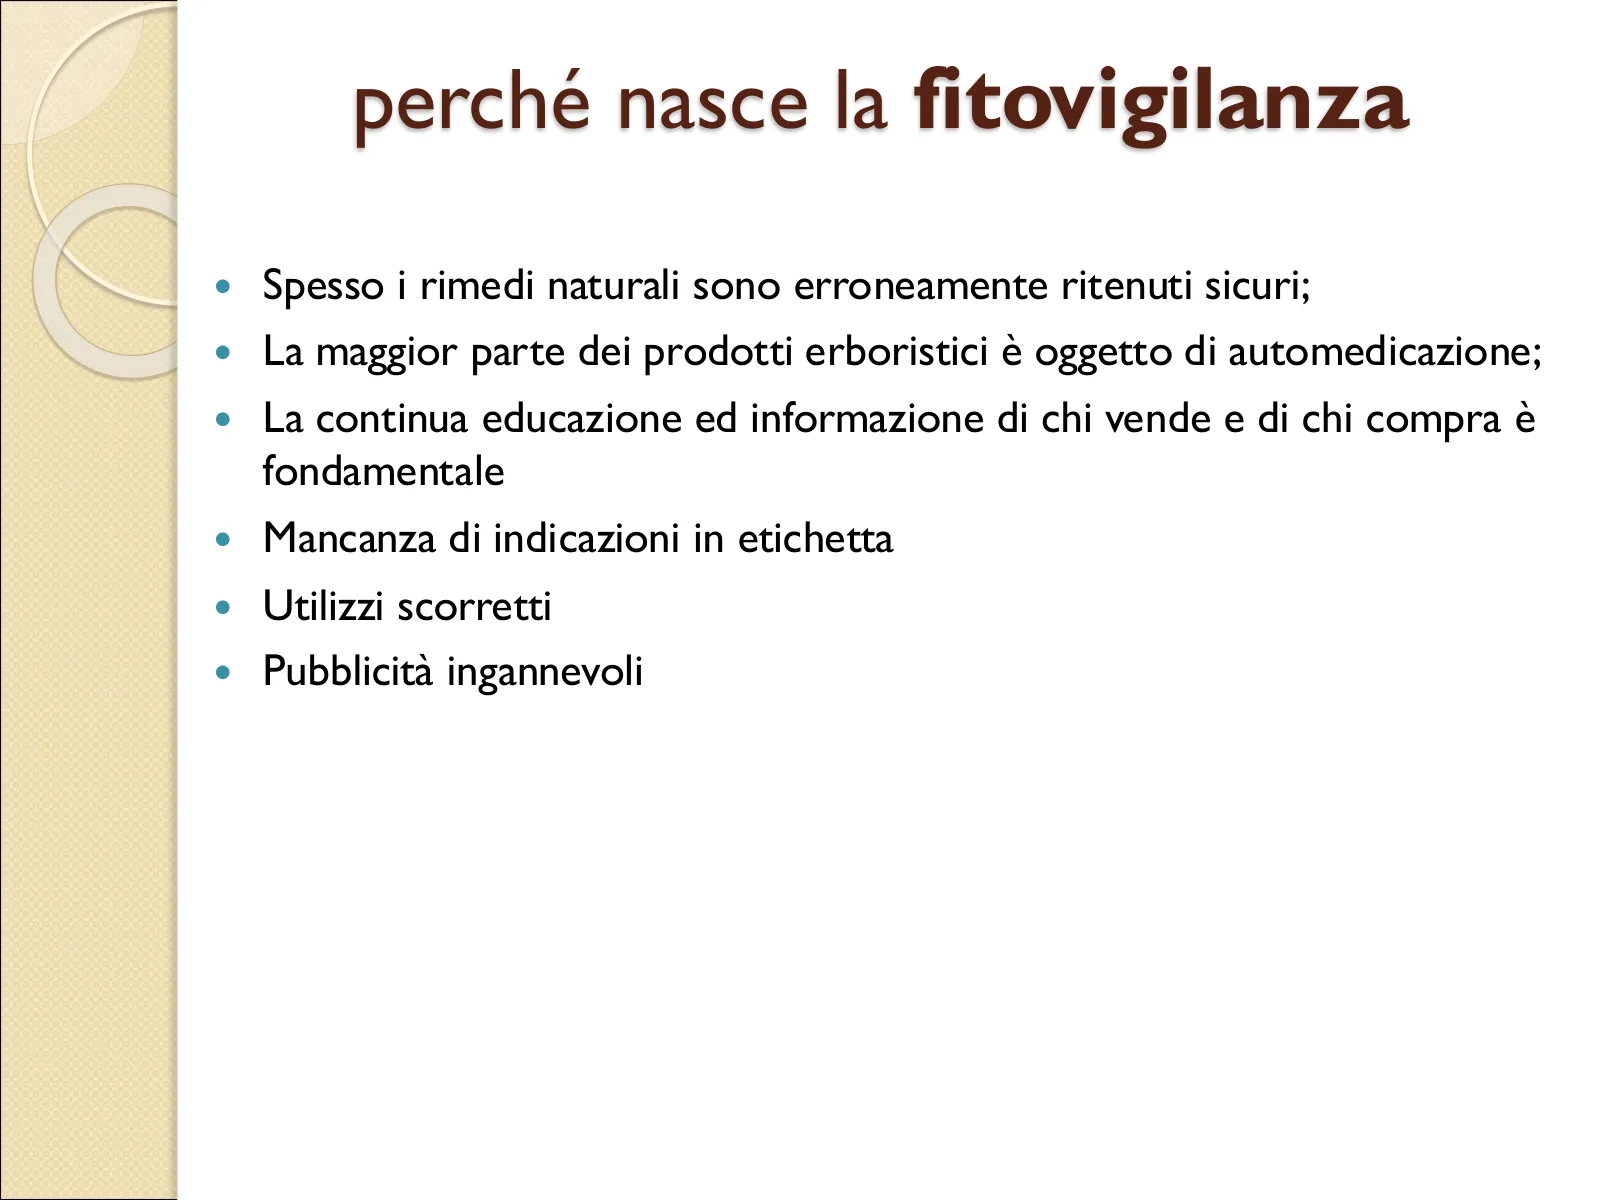 perché nasce la fitovigilanza
• Spesso i rimedi naturali sono erroneamente ritenuti sicuri;
• La maggior parte dei prodotti erboristici è oggetto di automedicazione;
• La continua educazione ed informazione di chi vende e di chi compra è
fondamentale
• Mancanza di indicazioni in etichetta
• Utilizzi scorretti
• Pubblicità ingannevoli